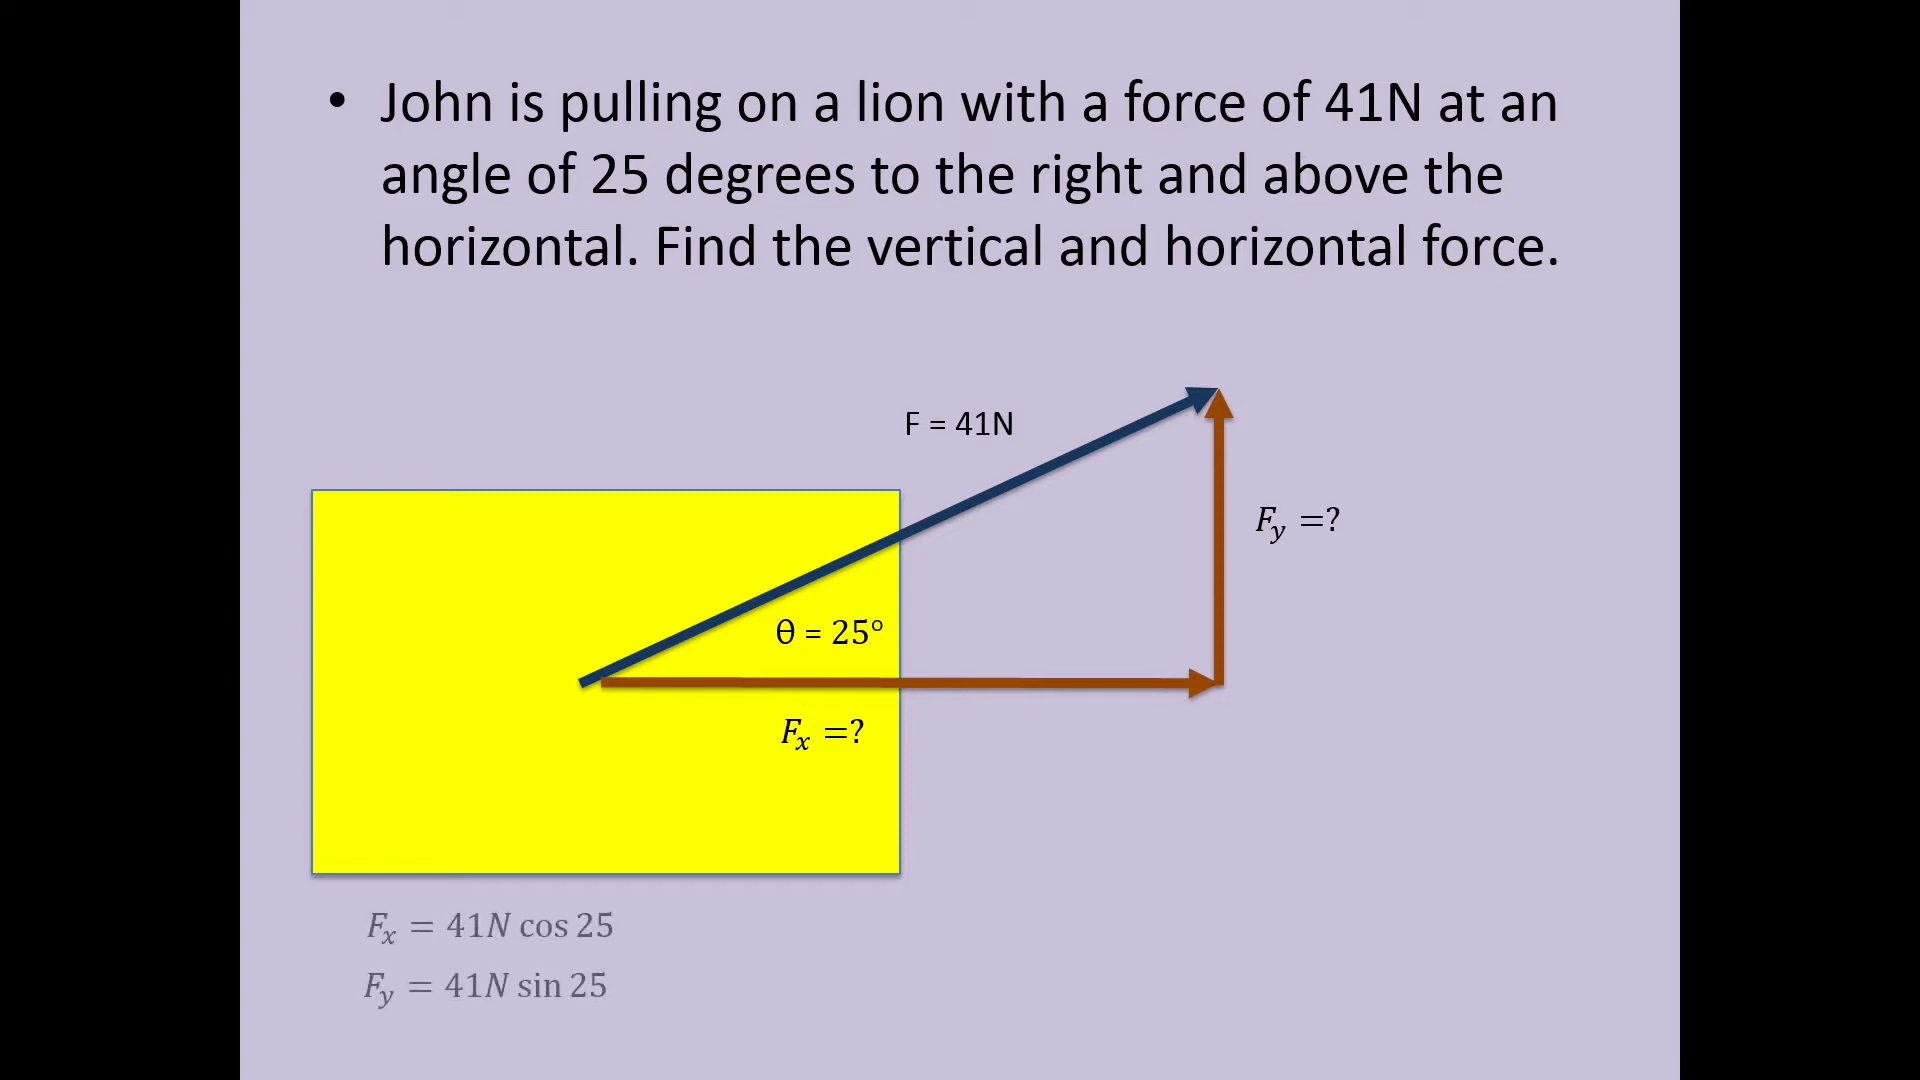 • John is pulling on a lion with a force of 41N at an
angle of 25 degrees to the right and above the
horizontal. Find the vertical and horizontal force.
F = 41N
F_y =?
θ = 25°
F_x =?
F_x = 41N cos 25
F_y = 41N sin 25